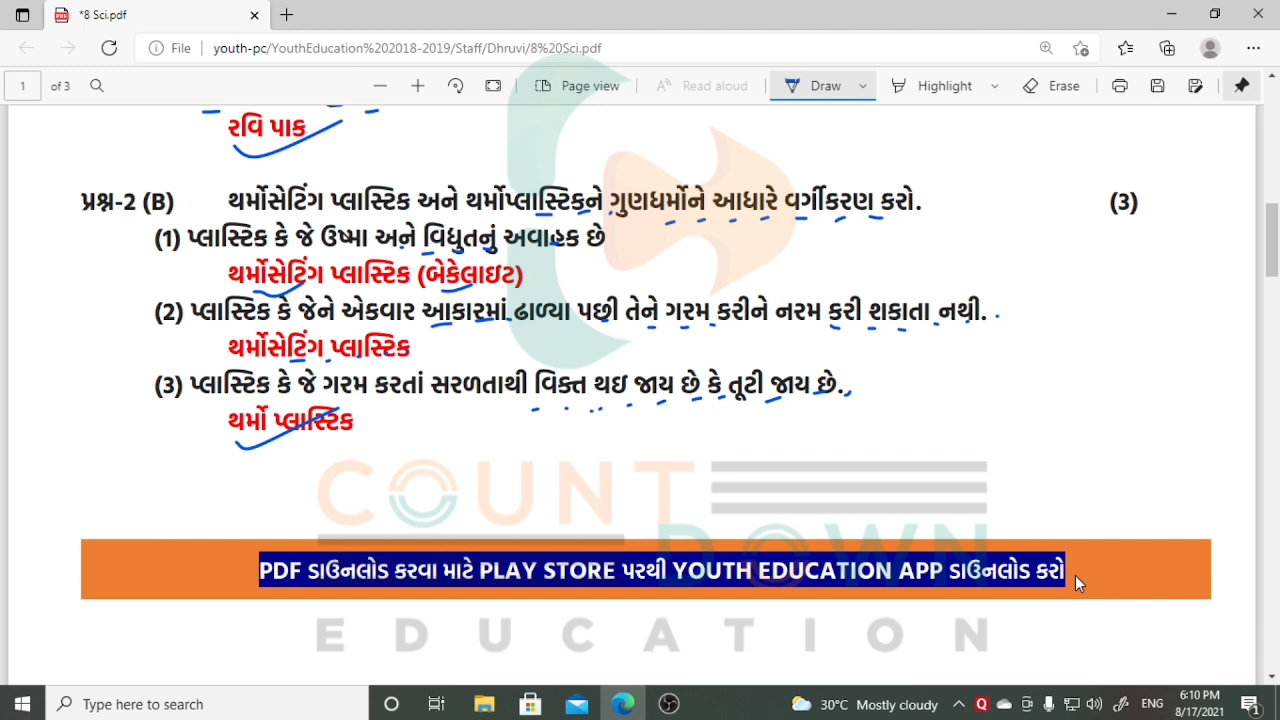 *8 Sci.pdf
File youth-pc/YouthEducation%202018-2019/Staff/Dhruvi/8%20Sci.pdf
1 of 3 Page view Read aloud Draw Highlight Erase
રવિ પાક
પ્રશ્ન-2 (B) થર્મોસેટિંગ પ્લાસ્ટિક અને થર્મોપ્લાસ્ટિકને ગુણધર્મોને આધારે વર્ગીકરણ કરો. (3)
(1) પ્લાસ્ટિક કે જે ઉષ્મા અને વિદ્યુતનું અવાહક છે
થર્મોસેટિંગ પ્લાસ્ટિક (બેકેલાઇટ)
(2) પ્લાસ્ટિક કે જેને એકવાર આકારમાં ઢાળ્યા પછી તેને ગરમ કરીને નરમ કરી શકાતા નથી.
થર્મોસેટિંગ પ્લાસ્ટિક
(3) પ્લાસ્ટિક કે જે ગરમ કરતાં સરળતાથી વિક્ત થઇ જાય છે કે તૂટી જાય છે.
થર્મો પ્લાસ્ટિક
COUNT
DOWN
PDF ડાઉનલોડ કરવા માટે PLAY STORE પરથી YOUTH EDUCATION APP ડાઉનલોડ કરો
EDUCATION
Type here to search 30°C Mostly cloudy ENG 6:10 PM
8/17/2021